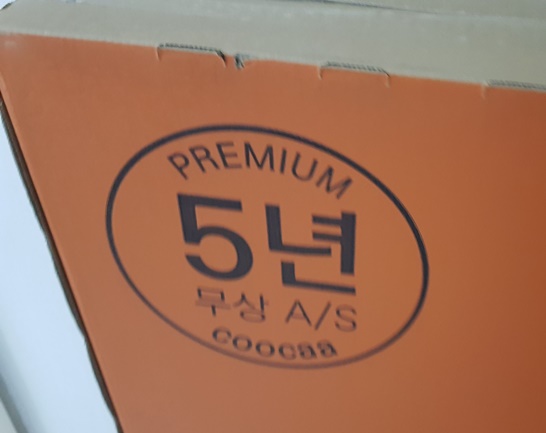 PREMIUM
5년
무상 A/S
coocaa